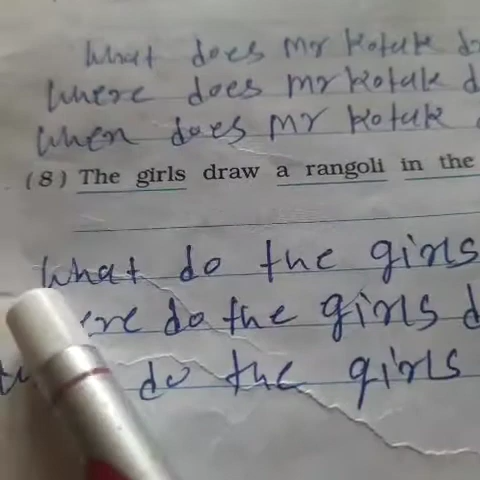 What does Mr Kotak
Where does Mr Kotak
When does Mr Kotak
(8) The girls draw a rangoli in the
What do the girls
do the girls
do the girls